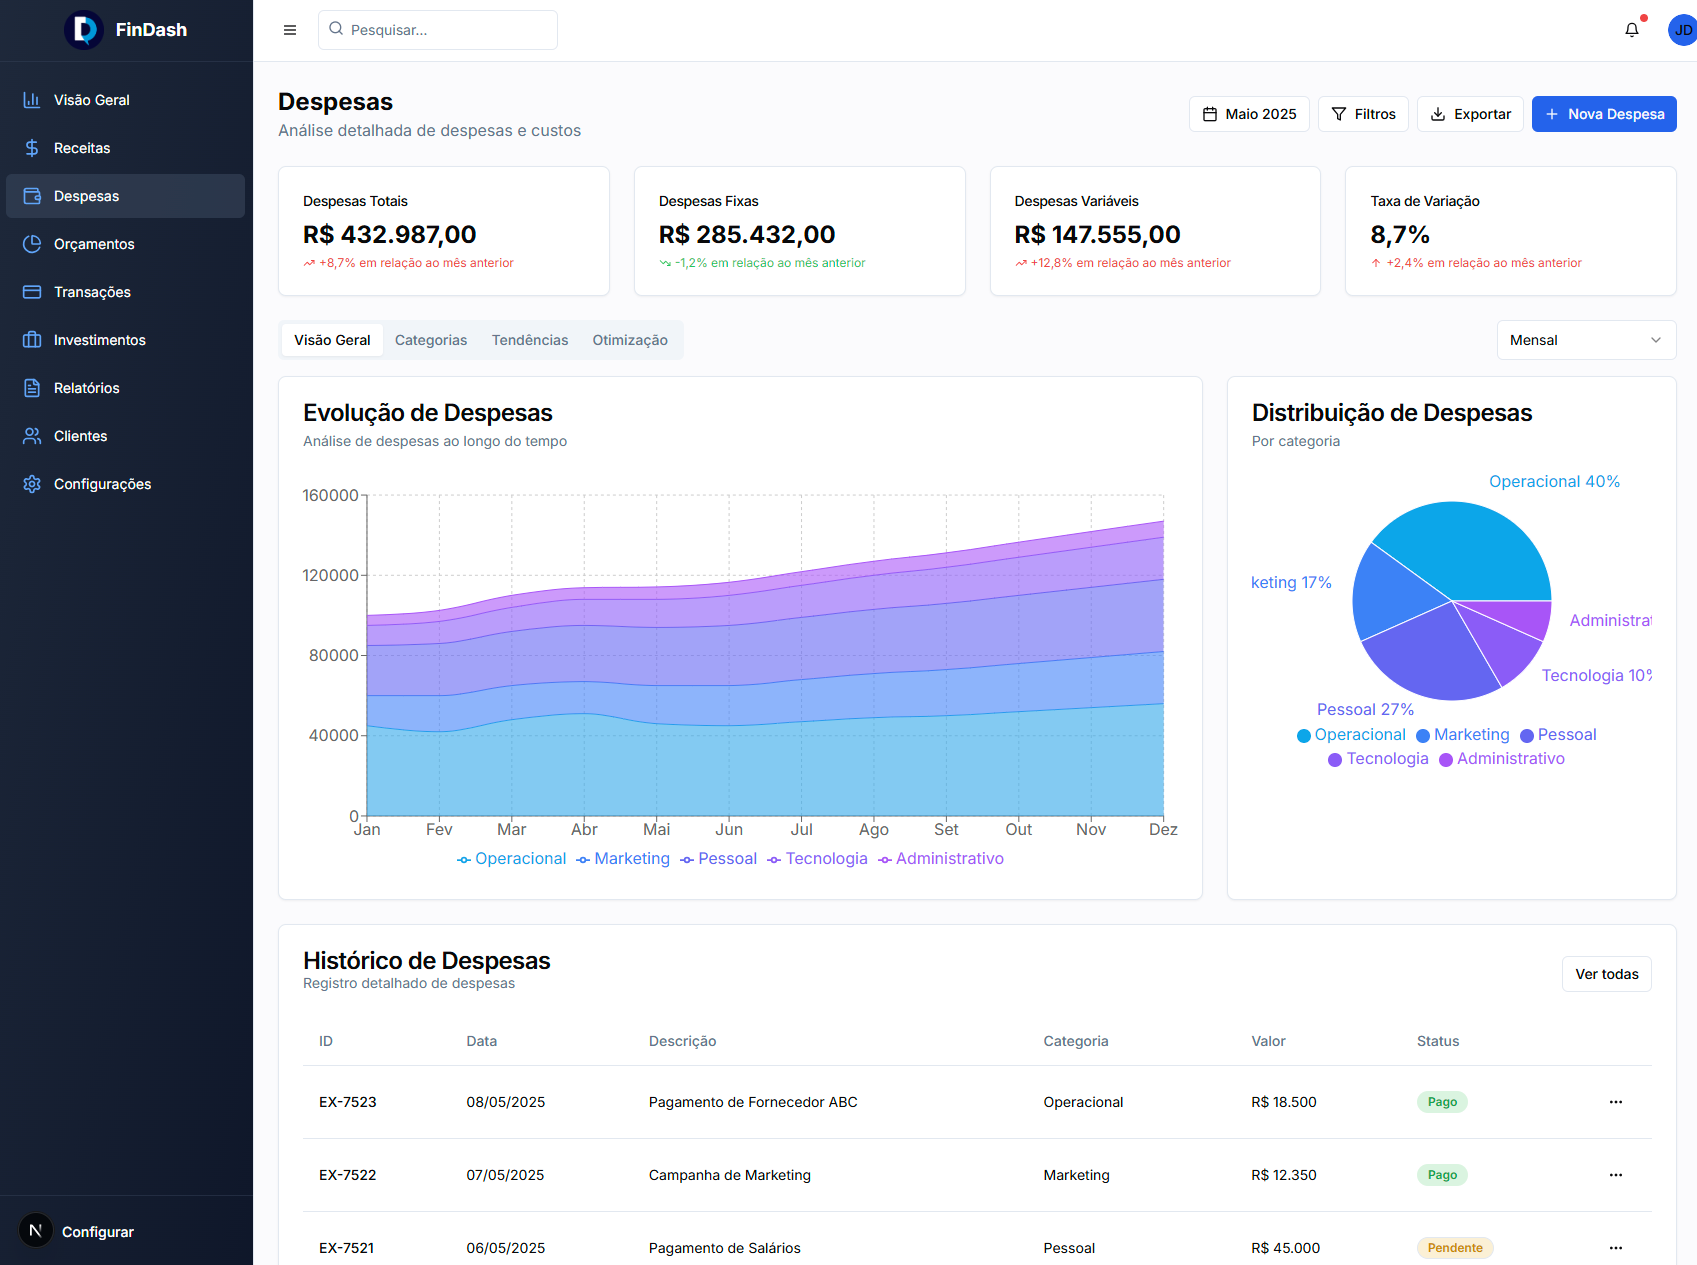 FinDash
Pesquisar...
JD
Visão Geral
Receitas
Despesas
Orçamentos
Transações
Investimentos
Relatórios
Clientes
Configurações
N Configurar
Despesas
Análise detalhada de despesas e custos
Maio 2025
Filtros
Exportar
Nova Despesa
Despesas Totais
R$ 432.987,00
+8,7% em relação ao mês anterior
Despesas Fixas
R$ 285.432,00
-1,2% em relação ao mês anterior
Despesas Variáveis
R$ 147.555,00
+12,8% em relação ao mês anterior
Taxa de Variação
8,7%
+2,4% em relação ao mês anterior
Visão Geral Categorias Tendências Otimização
Mensal
Evolução de Despesas
Análise de despesas ao longo do tempo
160000
120000
80000
40000
0
Jan Fev Mar Abr Mai Jun Jul Ago Set Out Nov Dez
Operacional Marketing Pessoal Tecnologia Administrativo
Distribuição de Despesas
Por categoria
Operacional 40%
keting 17%
Administrat
Tecnologia 10%
Pessoal 27%
Operacional Marketing Pessoal
Tecnologia Administrativo
Histórico de Despesas
Registro detalhado de despesas
Ver todas
ID Data Descrição Categoria Valor Status
EX-7523 08/05/2025 Pagamento de Fornecedor ABC Operacional R$ 18.500 Pago
EX-7522 07/05/2025 Campanha de Marketing Marketing R$ 12.350 Pago
EX-7521 06/05/2025 Pagamento de Salários Pessoal R$ 45.000 Pendente